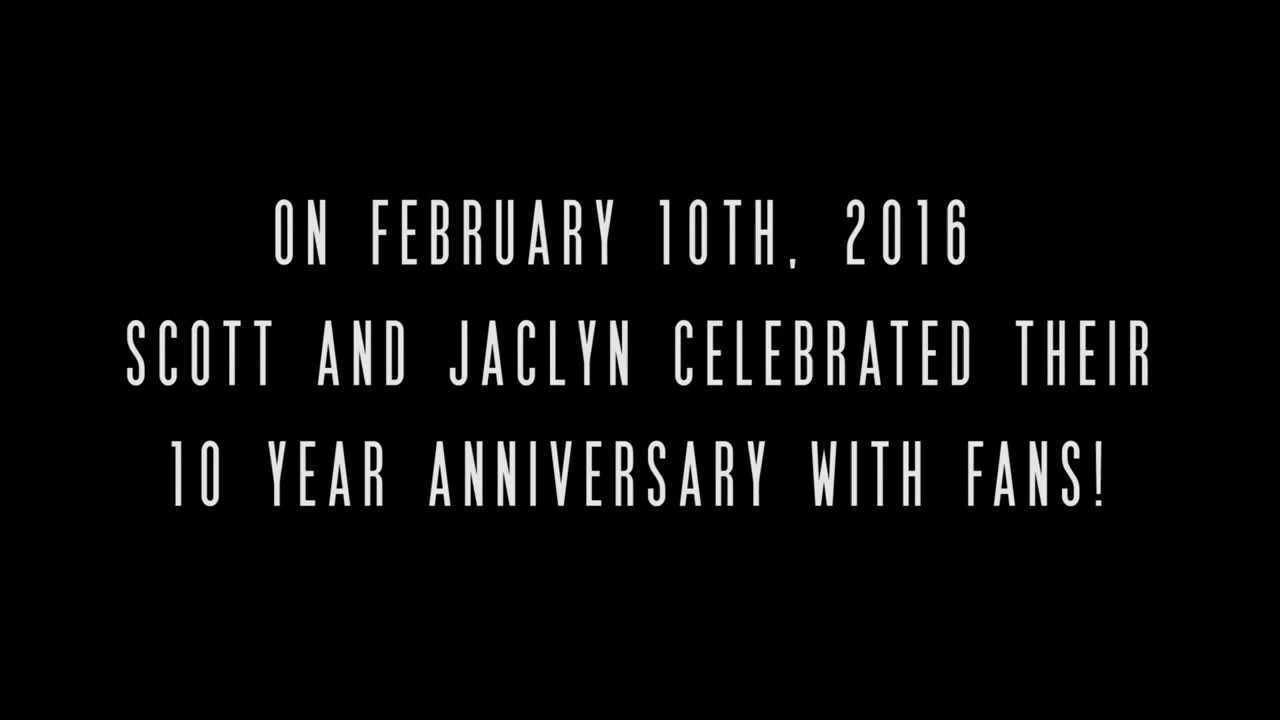 ON FEBRUARY 10TH, 2016
SCOTT AND JACLYN CELEBRATED THEIR
10 YEAR ANNIVERSARY WITH FANS!